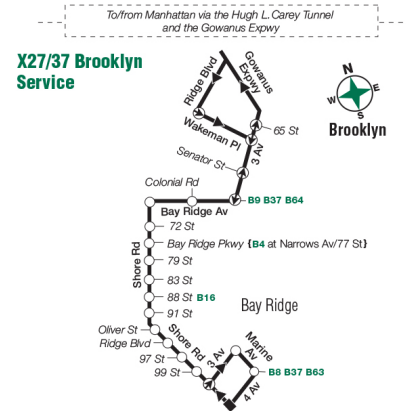 To/from Manhattan via the Hugh L. Carey Tunnel
and the Gowanus Expwy
X27/37 Brooklyn
Service
Ridge Blvd
Gowanus
Expwy
N
E
W
S
Brooklyn
Wakeman Pl
65 St
3 Av
Senator St
Colonial Rd
B9 B37 B64
Bay Ridge Av
72 St
Shore Rd
Bay Ridge Pkwy {B4 at Narrows Av/77 St}
79 St
83 St
88 St B16
Bay Ridge
91 St
Oliver St
Shore Rd
Ridge Blvd
97 St
99 St
3 Av
Marine
Av
B8 B37 B63
4 Av